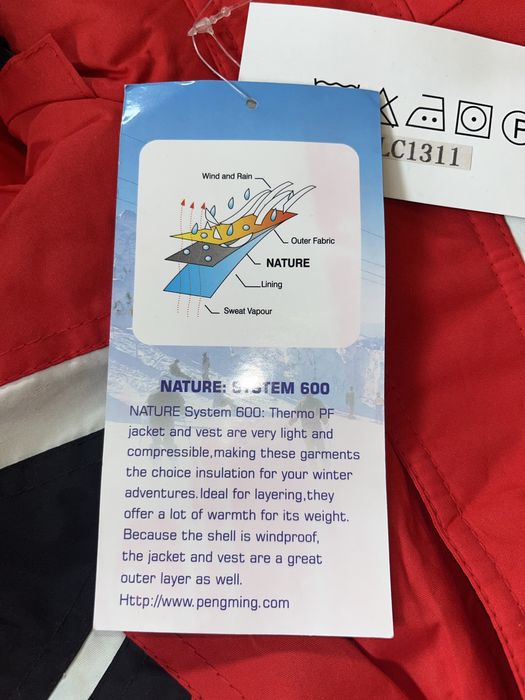 LC1311
P
Wind and Rain
Outer Fabric
NATURE
Lining
Sweat Vapour
NATURE: SYSTEM 600
NATURE System 600: Thermo PF
jacket and vest are very light and
compressible,making these garments
the choice insulation for your winter
adventures.Ideal for layering,they
offer a lot of warmth for its weight.
Because the shell is windproof,
the jacket and vest are a great
outer layer as well.
Http://www.pengming.com